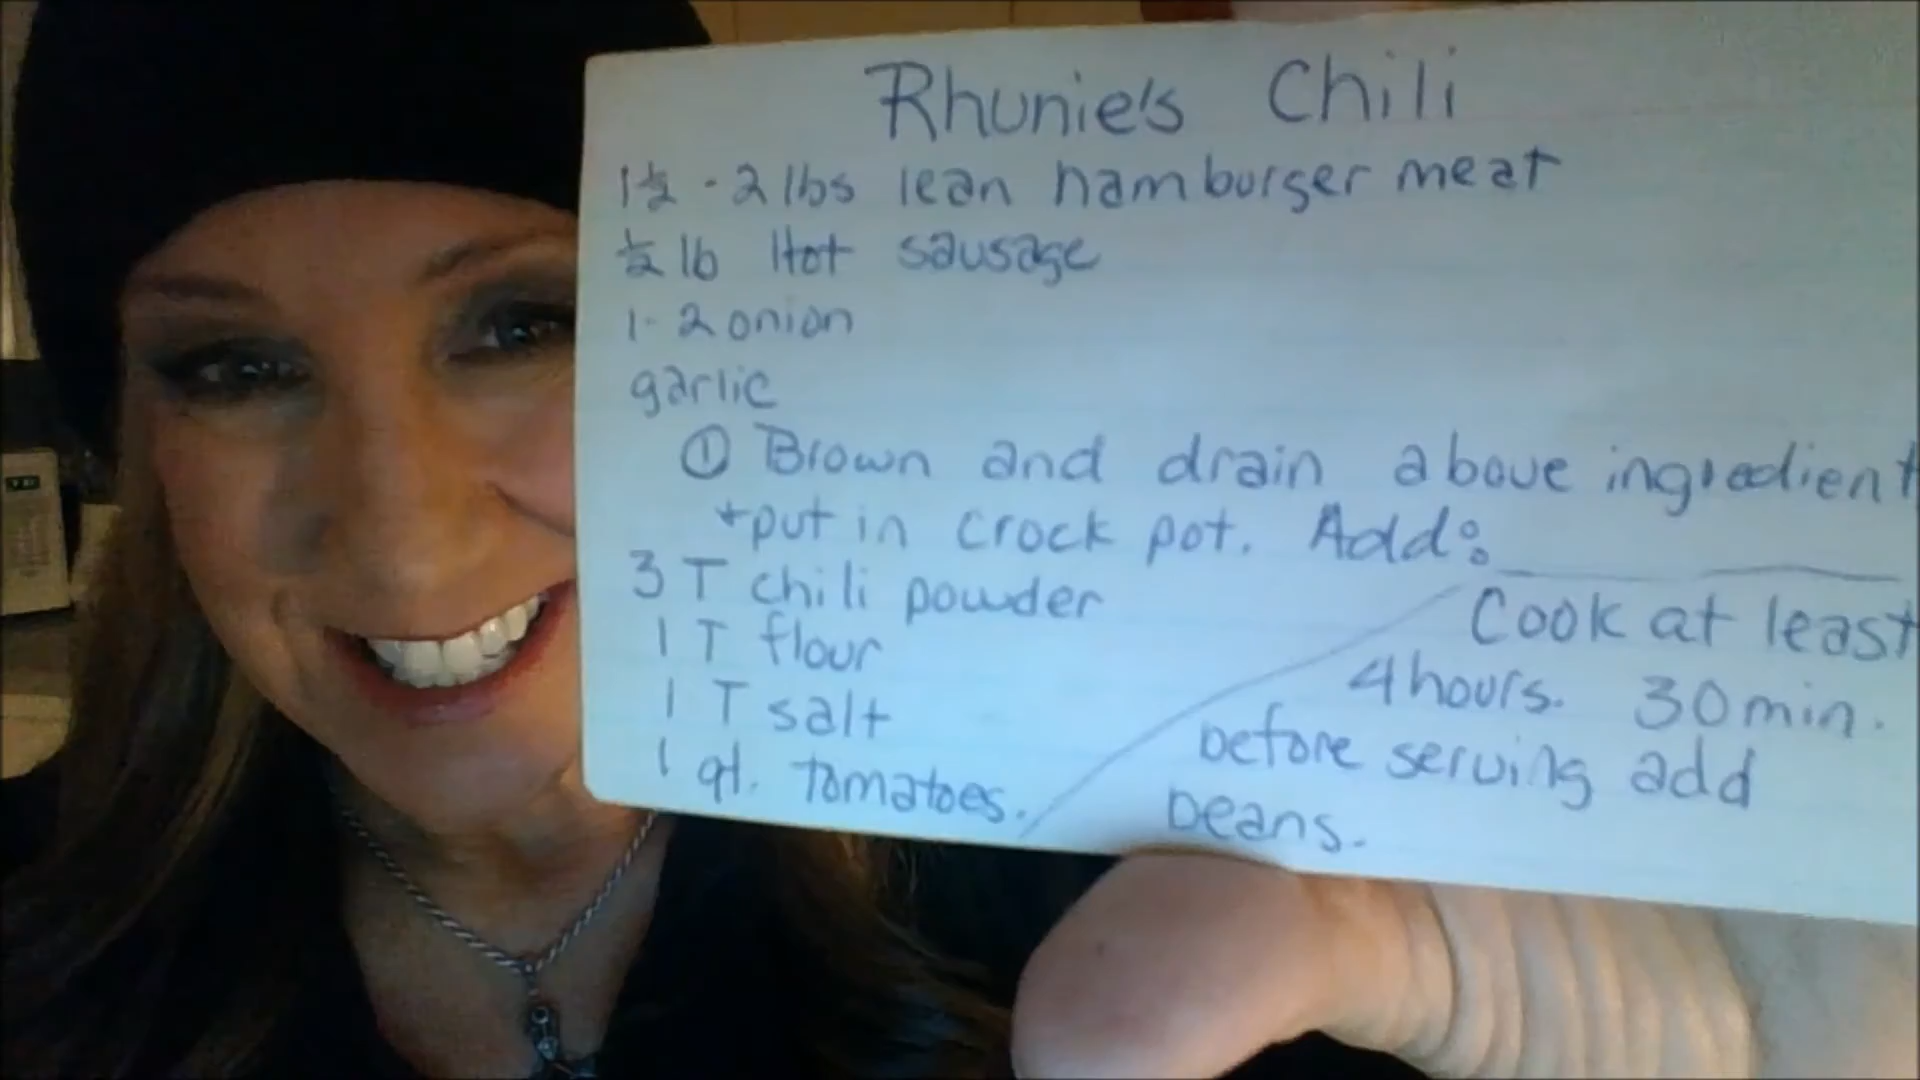 Rhunie's Chili
1½ - 2 lbs lean hamburger meat
½ lb Hot sausage
1-2 onion
garlic
① Brown and drain above ingredient
+put in crock pot. Add:
3 T chili powder
1 T flour
1 T salt
1 qt. tomatoes.
Cook at least
4 hours. 30 min.
before serving add
beans.